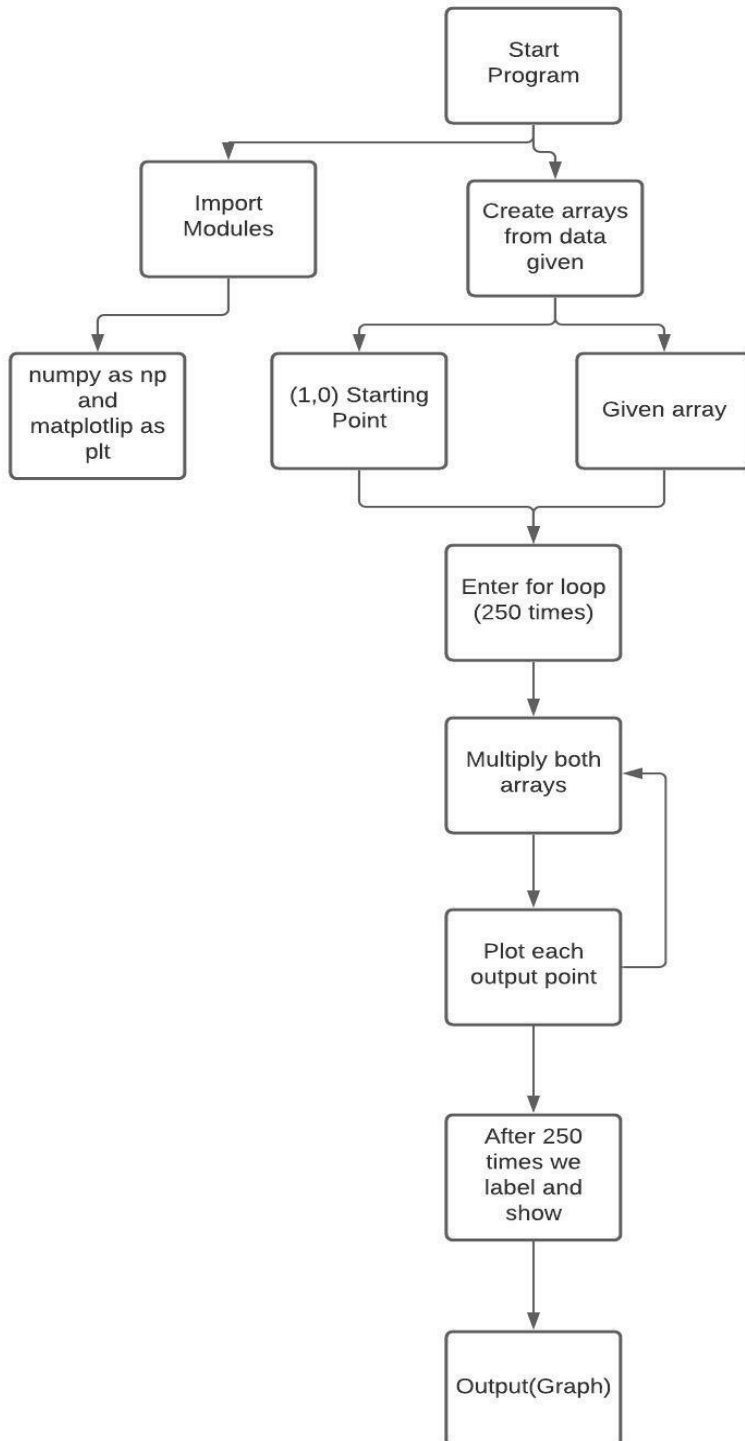 Start
Program
Import
Modules
Create arrays
from data
given
numpy as np
and
matplotlip as
plt
(1,0) Starting
Point
Given array
Enter for loop
(250 times)
Multiply both
arrays
Plot each
output point
After 250
times we
label and
show
Output(Graph)